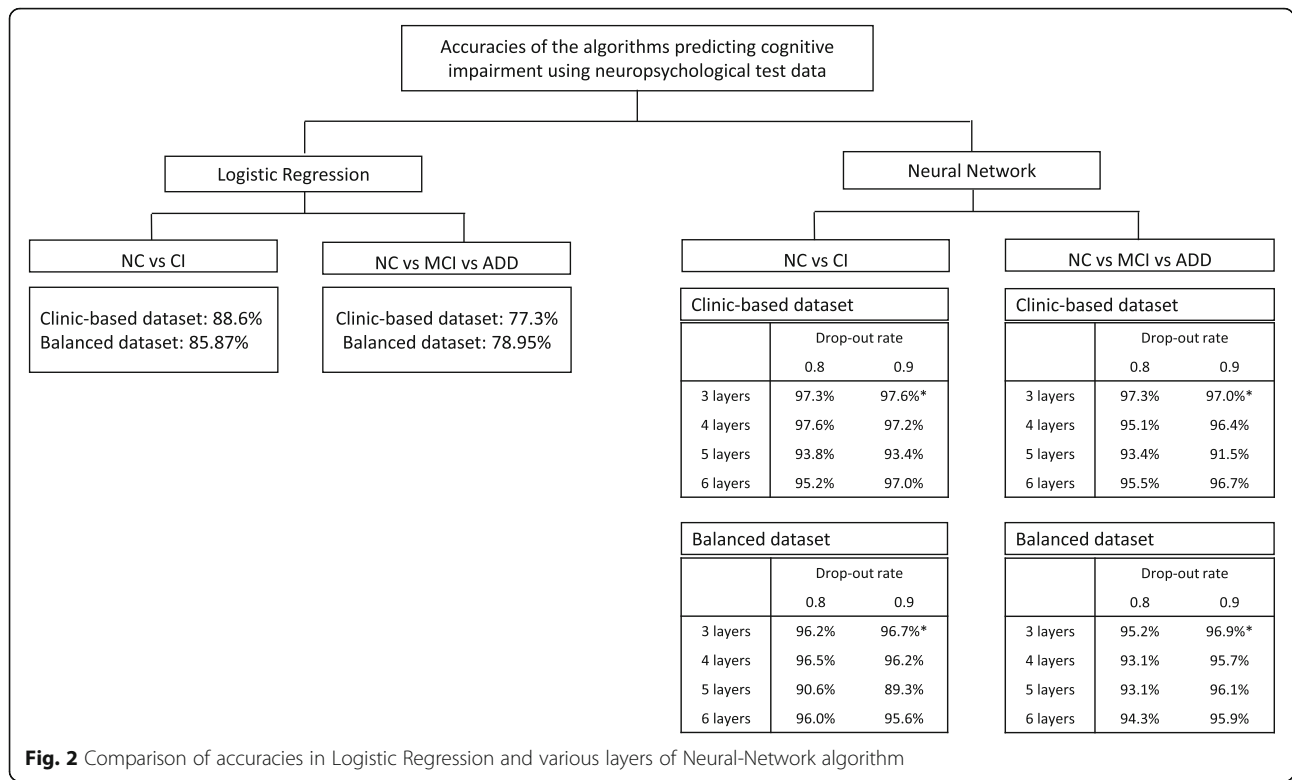 Accuracies of the algorithms predicting cognitive
impairment using neuropsychological test data
Logistic Regression
NC vs CI
Clinic-based dataset: 88.6%
Balanced dataset: 85.87%
NC vs MCI vs ADD
Clinic-based dataset: 77.3%
Balanced dataset: 78.95%
Neural Network
NC vs CI
Clinic-based dataset
Drop-out rate
0.8 0.9
3 layers 97.3% 97.6%*
4 layers 97.6% 97.2%
5 layers 93.8% 93.4%
6 layers 95.2% 97.0%
Balanced dataset
Drop-out rate
0.8 0.9
3 layers 96.2% 96.7%*
4 layers 96.5% 96.2%
5 layers 90.6% 89.3%
6 layers 96.0% 95.6%
NC vs MCI vs ADD
Clinic-based dataset
Drop-out rate
0.8 0.9
3 layers 97.3% 97.0%*
4 layers 95.1% 96.4%
5 layers 93.4% 91.5%
6 layers 95.5% 96.7%
Balanced dataset
Drop-out rate
0.8 0.9
3 layers 95.2% 96.9%*
4 layers 93.1% 95.7%
5 layers 93.1% 96.1%
6 layers 94.3% 95.9%
Fig. 2 Comparison of accuracies in Logistic Regression and various layers of Neural-Network algorithm